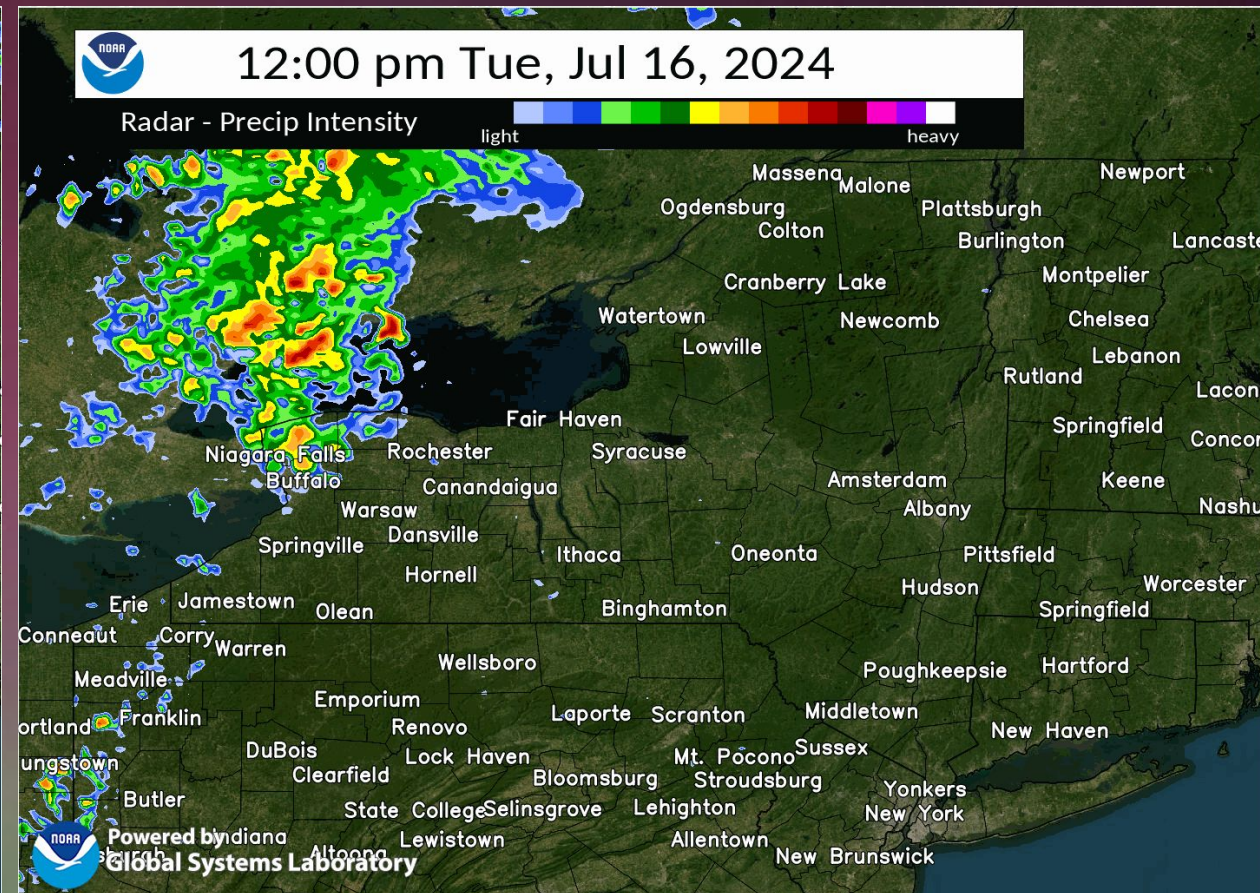 NOAA
12:00 pm Tue, Jul 16, 2024
Radar - Precip Intensity
light heavy
Massena
Malone
Newport
Ogdensburg
Plattsburgh
Colton
Burlington
Lancaste
Montpelier
Cranberry Lake
Watertown
Newcomb
Chelsea
Lowville
Lebanon
Rutland
Lacon
Fair Haven
Springfield
Concor
Niagara Falls
Rochester
Syracuse
Buffalo
Canandaigua
Amsterdam
Keene
Warsaw
Albany
Nashu
Springville
Dansville
Ithaca
Oneonta
Pittsfield
Hornell
Hudson
Worcester
Erie
Jamestown
Olean
Binghamton
Springfield
Conneaut
Corry
Warren
Wellsboro
Poughkeepsie
Hartford
Meadville
Emporium
ortland
Franklin
Renovo
Laporte
Scranton
Middletown
New Haven
ungstown
DuBois
Lock Haven
Mt. Pocono
Sussex
Clearfield
Bloomsburg
Stroudsburg
Yonkers
Butler
State College
Selinsgrove
Lehighton
New York
NOAA
Powered by
Indiana
Lewistown
Allentown
Altoona
New Brunswick
Global Systems Laboratory